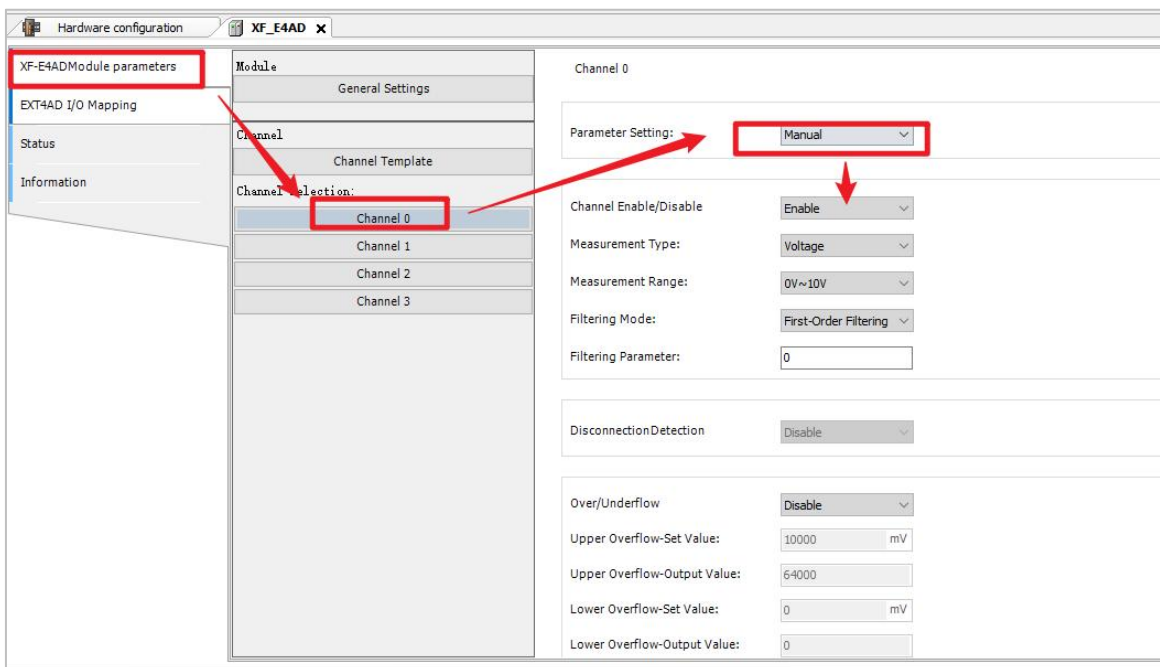 Hardware configuration
XF_E4AD x
XF-E4ADModule parameters
EXT4AD I/O Mapping
Status
Information
Module
General Settings
Channel
Channel Template
Channel Selection:
Channel 0
Channel 1
Channel 2
Channel 3
Channel 0
Parameter Setting: Manual
Channel Enable/Disable Enable
Measurement Type: Voltage
Measurement Range: 0V~10V
Filtering Mode: First-Order Filtering
Filtering Parameter: 0
DisconnectionDetection Disable
Over/Underflow Disable
Upper Overflow-Set Value: 10000 mV
Upper Overflow-Output Value: 64000
Lower Overflow-Set Value: 0 mV
Lower Overflow-Output Value: 0